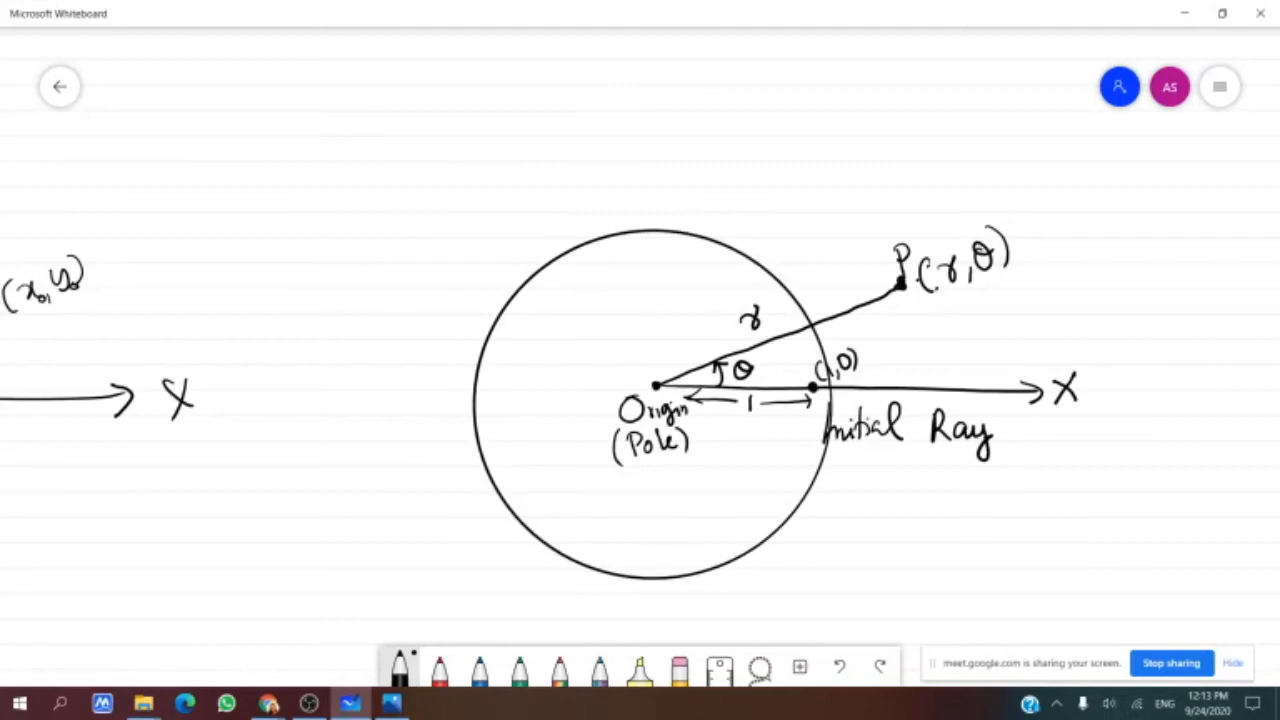 Microsoft Whiteboard
AS
(x₀, y₀)
P(r, θ)
r
θ
(1,0)
X
X
1
Origin
(Pole)
Initial Ray
meet.google.com is sharing your screen.
Stop sharing
Hide
ENG
12:13 PM
9/24/2020